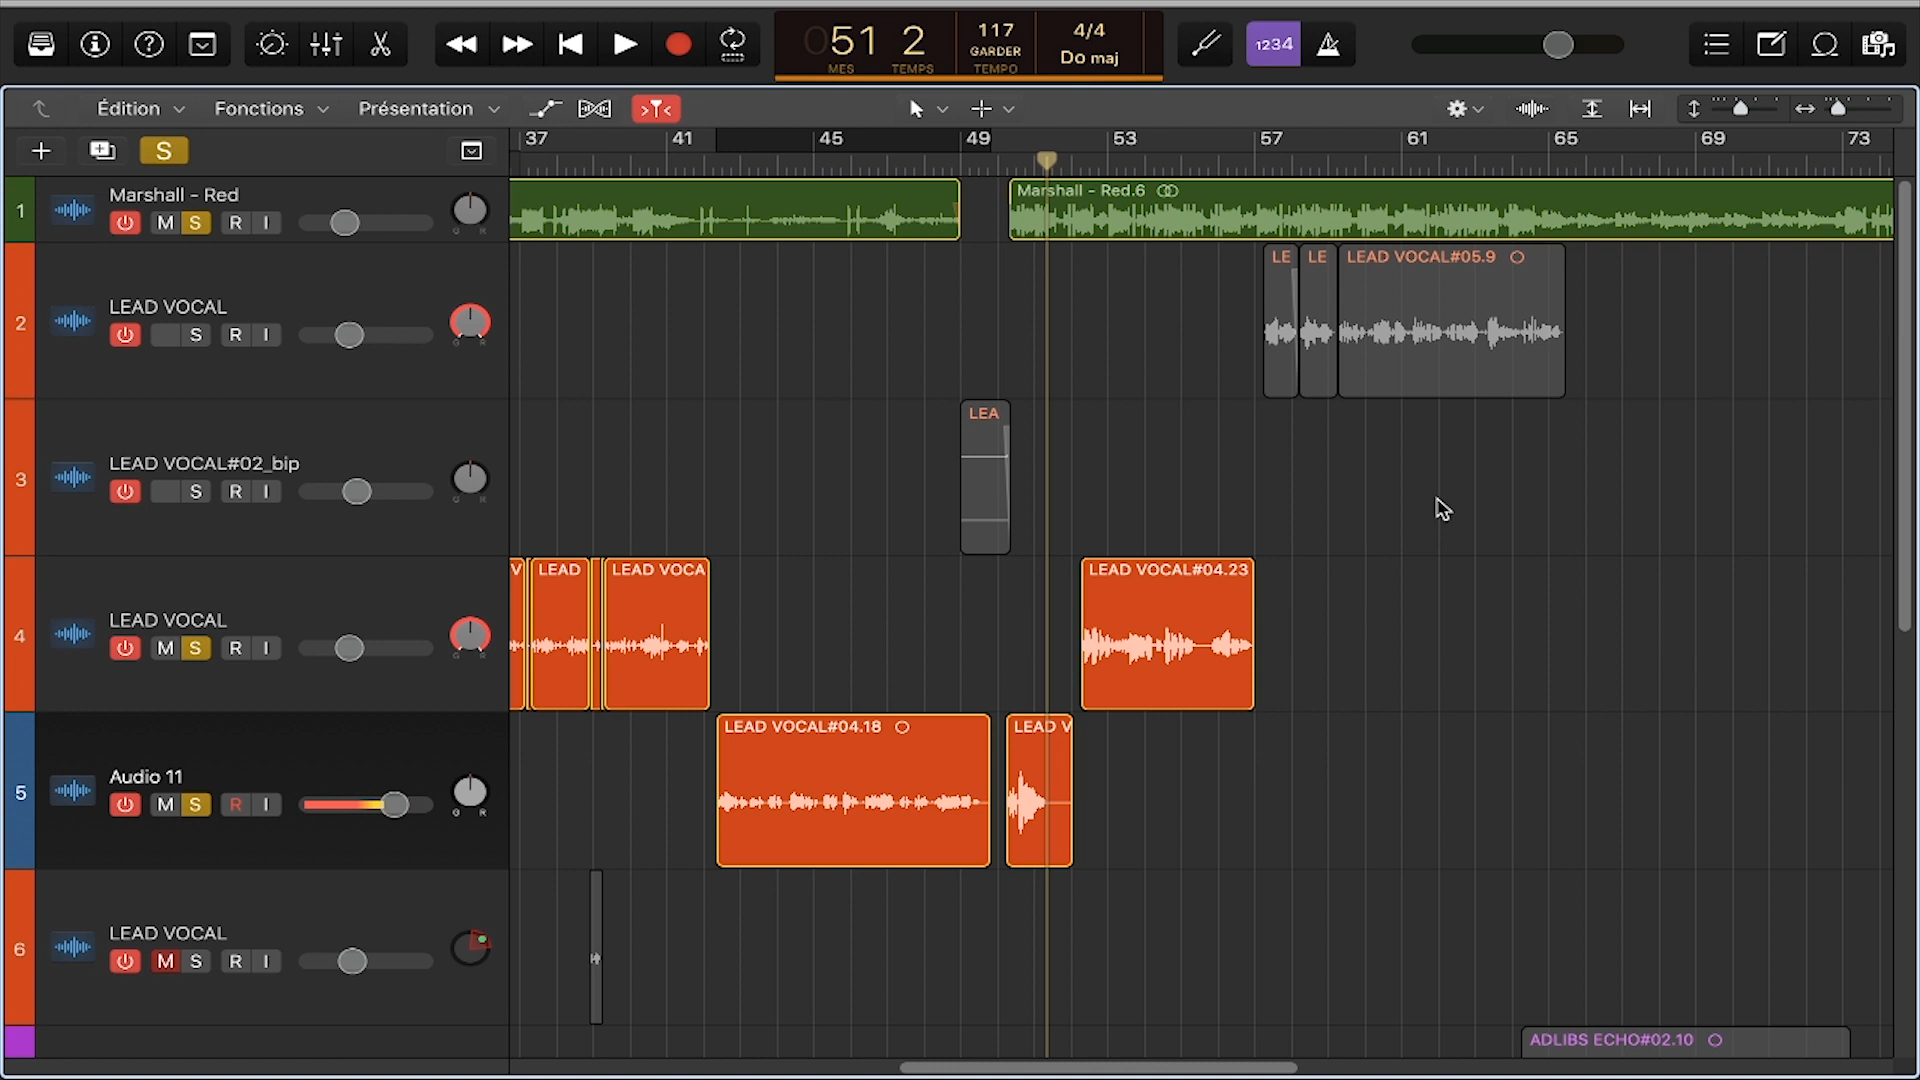 051 2
MES TEMPS
117
GARDER
TEMPO
4/4
Do maj
1234
Édition Fonctions Présentation
S
37 41 45 49 53 57 61 65 69 73
1 Marshall - Red
M S R I
Marshall - Red.6
2 LEAD VOCAL
S R I
LE LE LEAD VOCAL#05.9
3 LEAD VOCAL#02_bip
S R I
LEA
4 LEAD VOCAL
M S R I
V LEAD LEAD VOCA LEAD VOCAL#04.23
5 Audio 11
M S R I
LEAD VOCAL#04.18 LEAD V
6 LEAD VOCAL
M S R I
ADLIBS ECHO#02.10